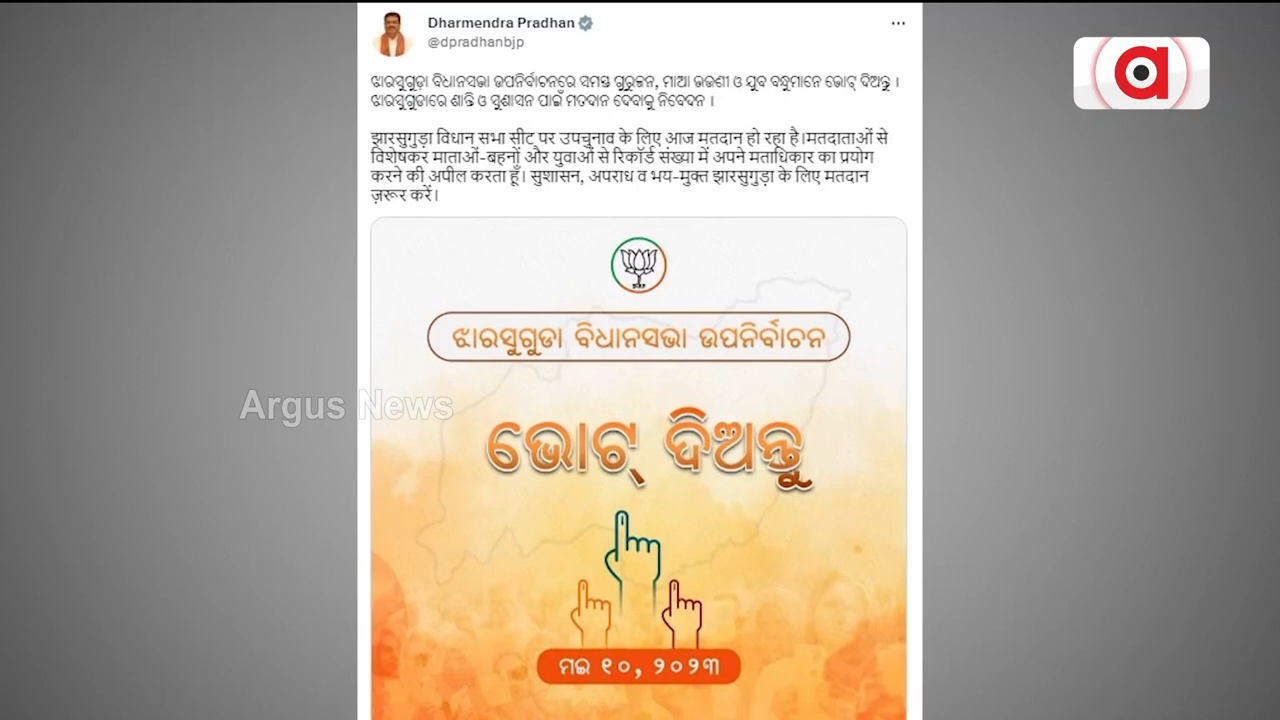 Dharmendra Pradhan
@dpradhanbjp
ଝାରସୁଗୁଡ଼ା ବିଧାନସଭା ଉପନିର୍ବାଚନରେ ସମସ୍ତ ଗୁରୁଜନ, ମାଆ ଭଉଣୀ ଓ ଯୁବ ବନ୍ଧୁମାନେ ଭୋଟ୍ ଦିଅନ୍ତୁ ।
ଝାରସୁଗୁଡାରେ ଶାନ୍ତି ଓ ସୁଶାସନ ପାଇଁ ମତଦାନ ଦେବାକୁ ନିବେଦନ ।
झारसुगुड़ा विधान सभा सीट पर उपचुनाव के लिए आज मतदान हो रहा है।मतदाताओं से
विशेषकर माताओं-बहनों और युवाओं से रिकॉर्ड संख्या में अपने मताधिकार का प्रयोग
करने की अपील करता हूँ। सुशासन, अपराध व भय-मुक्त झारसुगुड़ा के लिए मतदान
ज़रूर करें।
ଝାରସୁଗୁଡା ବିଧାନସଭା ଉପନିର୍ବାଚନ
Argus News
ଭୋଟ୍ ଦିଅନ୍ତୁ
ମଇ ୧୦, ୨୦୨୩